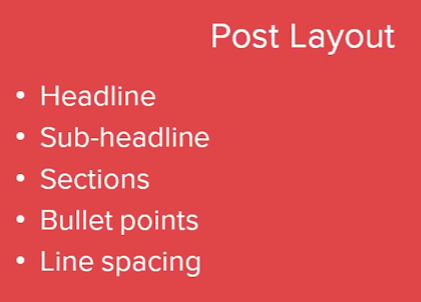 Post Layout
• Headline
• Sub-headline
• Sections
• Bullet points
• Line spacing